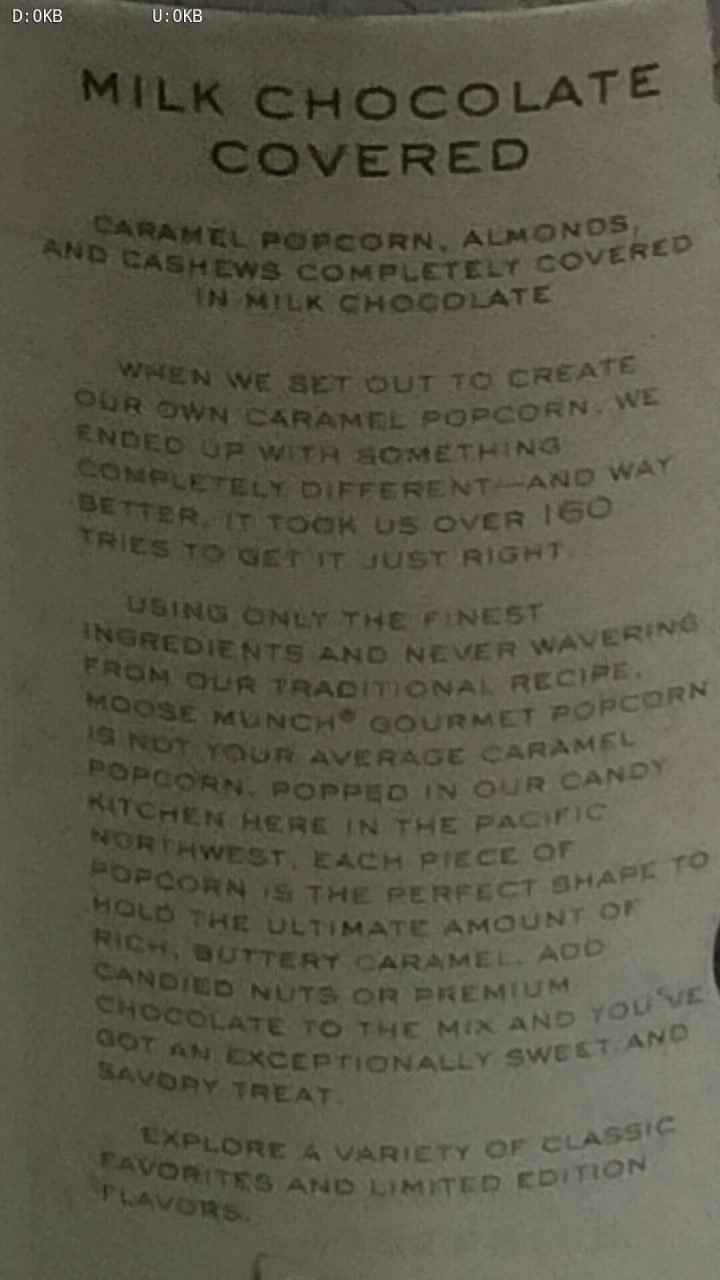 D:0KB U:0KB
MILK CHOCOLATE
COVERED
CARAMEL POPCORN, ALMONDS,
AND CASHEWS COMPLETELY COVERED
IN MILK CHOCOLATE
WHEN WE SET OUT TO CREATE
OUR OWN CARAMEL POPCORN, WE
ENDED UP WITH SOMETHING
COMPLETELY DIFFERENT—AND WAY
BETTER. IT TOOK US OVER 160
TRIES TO GET IT JUST RIGHT.
USING ONLY THE FINEST
INGREDIENTS AND NEVER WAVERING
FROM OUR TRADITIONAL RECIPE,
MOOSE MUNCH® GOURMET POPCORN
IS NOT YOUR AVERAGE CARAMEL
POPCORN. POPPED IN OUR CANDY
KITCHEN HERE IN THE PACIFIC
NORTHWEST, EACH PIECE OF
POPCORN IS THE PERFECT SHAPE TO
HOLD THE ULTIMATE AMOUNT OF
RICH, BUTTERY CARAMEL. ADD
CANDIED NUTS OR PREMIUM
CHOCOLATE TO THE MIX AND YOU'VE
GOT AN EXCEPTIONALLY SWEET AND
SAVORY TREAT.
EXPLORE A VARIETY OF CLASSIC
FAVORITES AND LIMITED EDITION
FLAVORS.